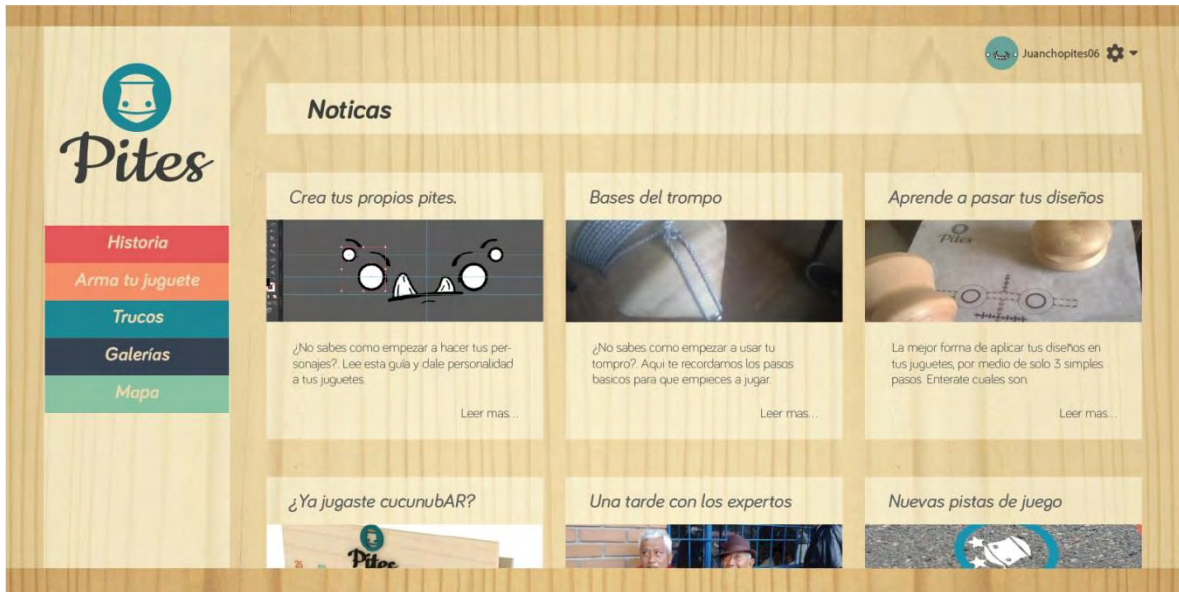 Juanchopites06
Pites
Noticas
Historia
Arma tu juguete
Trucos
Galerías
Mapa
Crea tus propios pites.
¿No sabes como empezar a hacer tus per-
sonajes?. Lee esta guía y dale personalidad
a tus juguetes.
Leer mas...
Bases del trompo
¿No sabes como empezar a usar tu
tompro?. Aqui te recordamos los pasos
basicos para que empieces a jugar.
Leer mas...
Aprende a pasar tus diseños
Pites
La mejor forma de aplicar tus diseños en
tus juguetes, por medio de solo 3 simples
pasos. Enterate cuales son.
Leer mas...
¿Ya jugaste cucunubAR?
Pites
Una tarde con los expertos
Nuevas pistas de juego